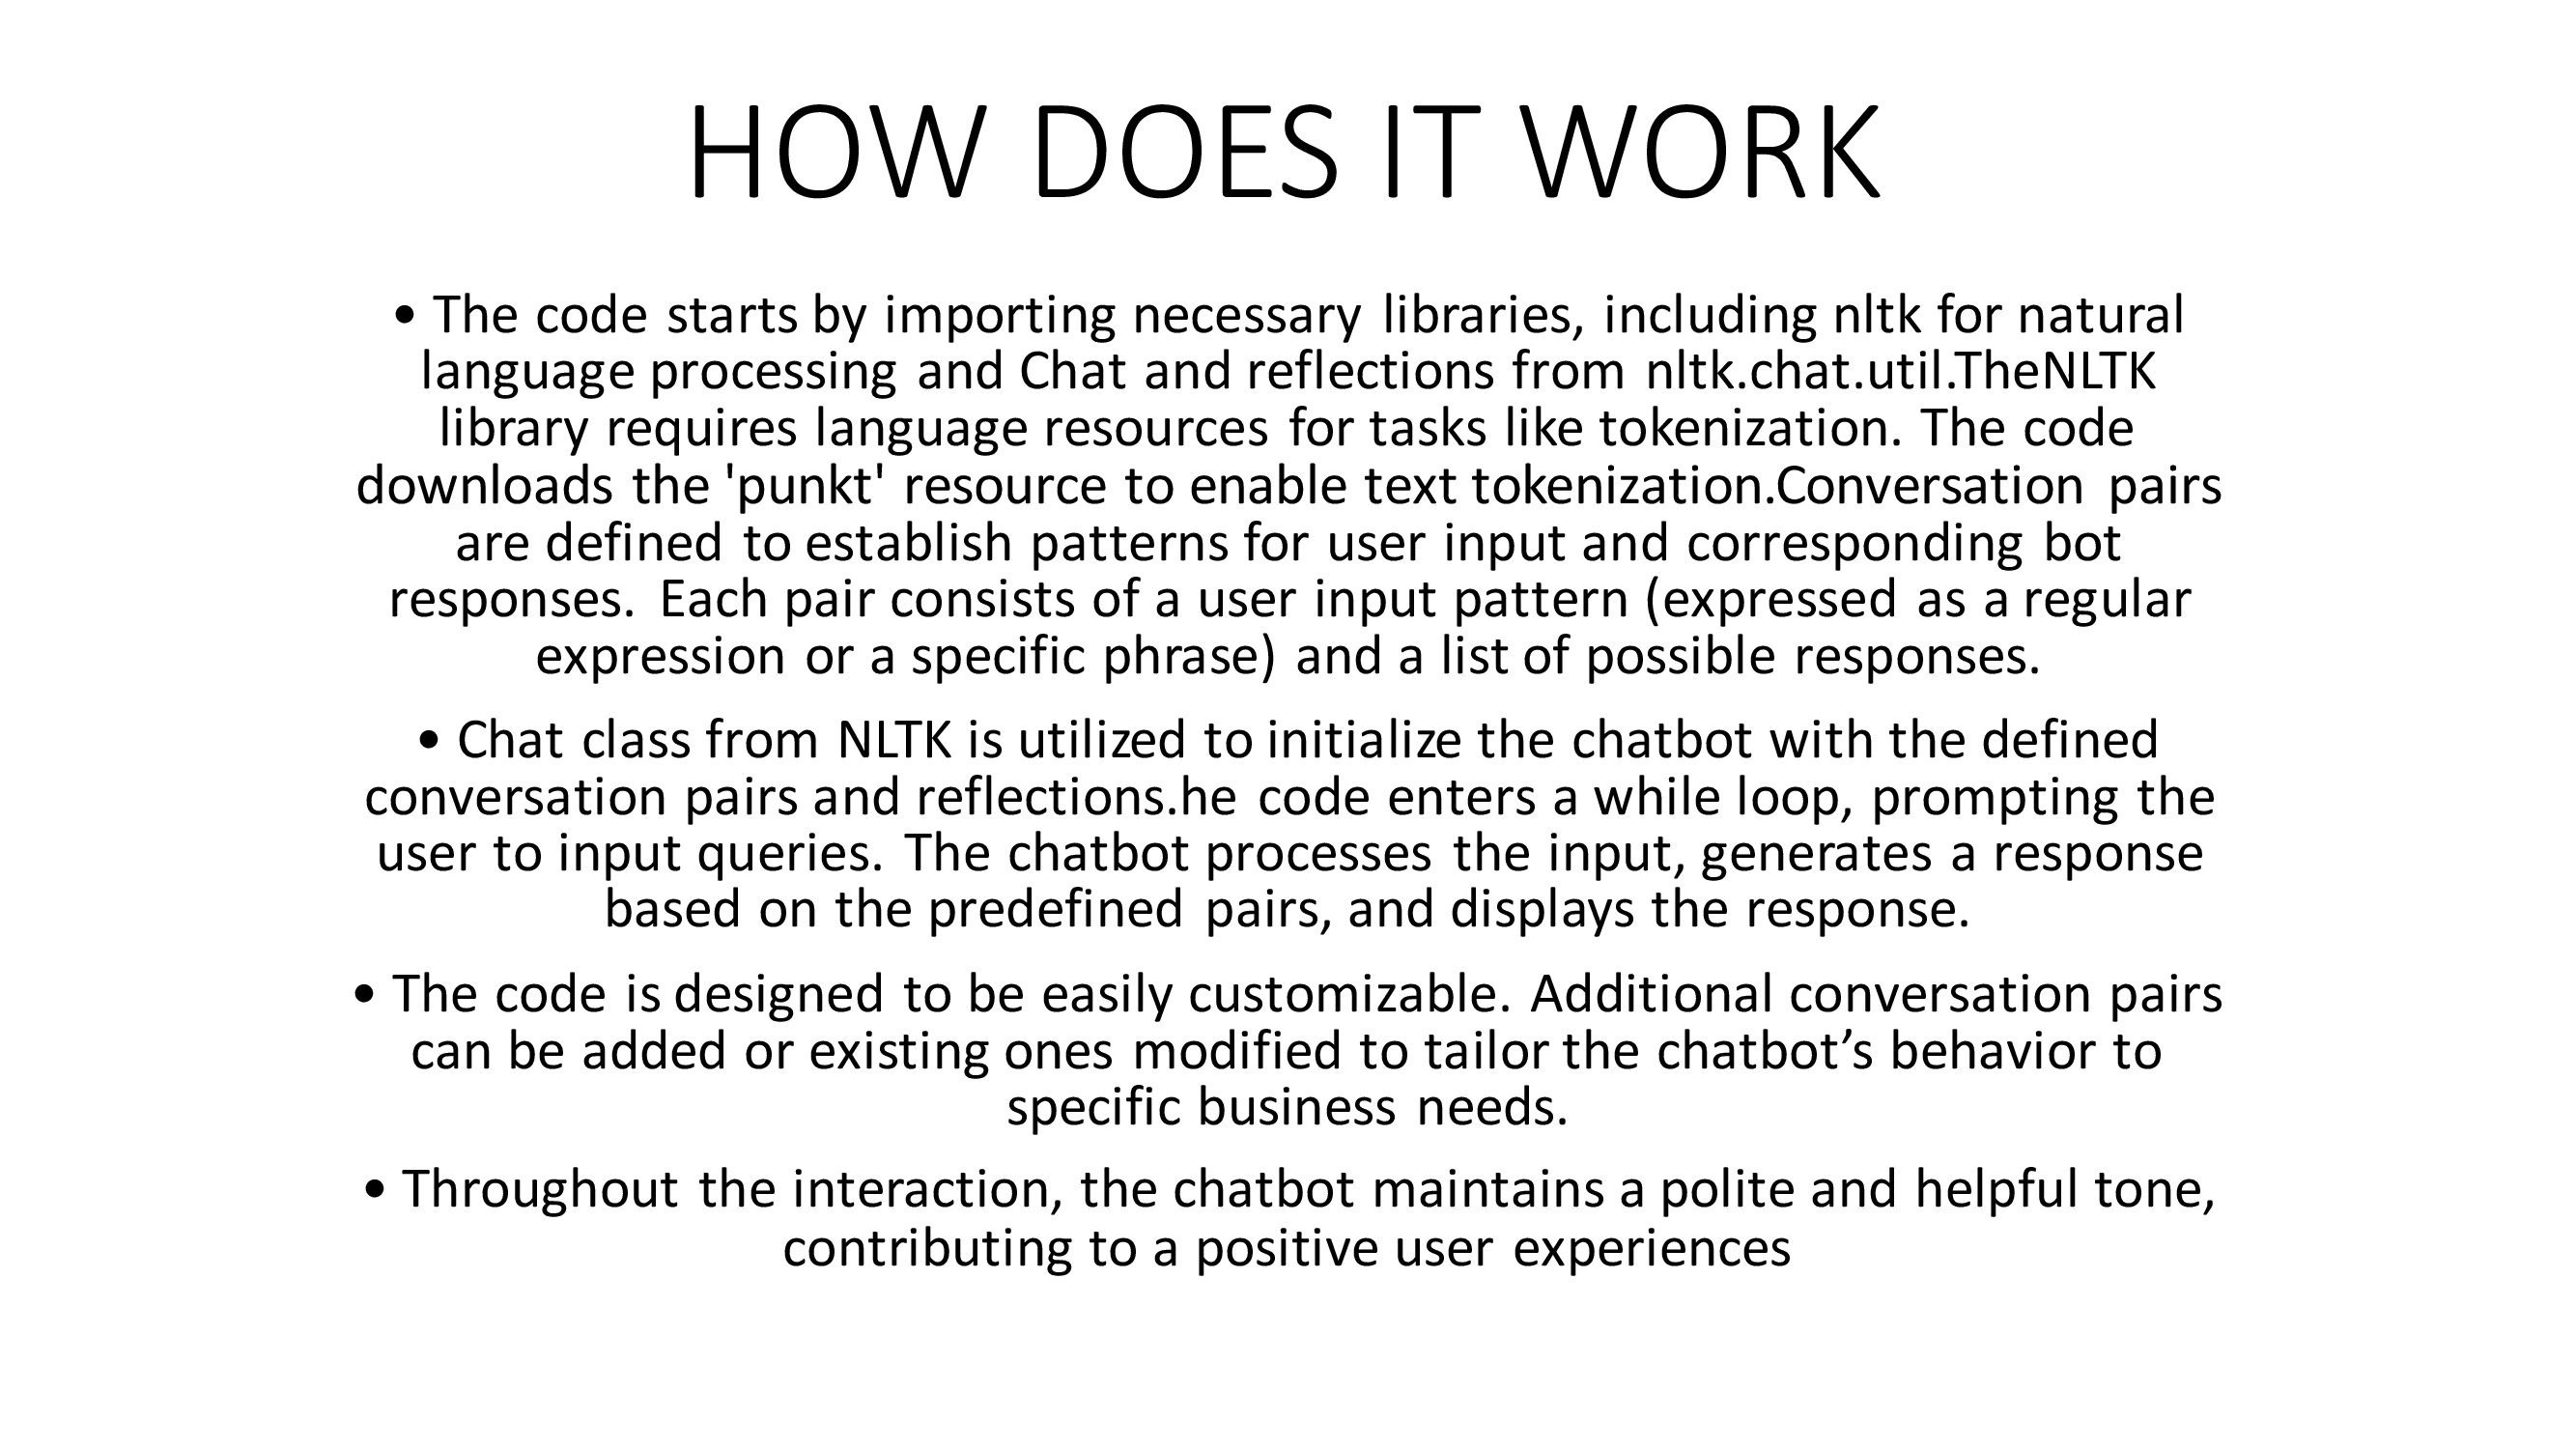 HOW DOES IT WORK
• The code starts by importing necessary libraries, including nltk for natural
language processing and Chat and reflections from nltk.chat.util.TheNLTK
library requires language resources for tasks like tokenization. The code
downloads the 'punkt' resource to enable text tokenization.Conversation pairs
are defined to establish patterns for user input and corresponding bot
responses. Each pair consists of a user input pattern (expressed as a regular
expression or a specific phrase) and a list of possible responses.
• Chat class from NLTK is utilized to initialize the chatbot with the defined
conversation pairs and reflections.he code enters a while loop, prompting the
user to input queries. The chatbot processes the input, generates a response
based on the predefined pairs, and displays the response.
• The code is designed to be easily customizable. Additional conversation pairs
can be added or existing ones modified to tailor the chatbot’s behavior to
specific business needs.
• Throughout the interaction, the chatbot maintains a polite and helpful tone,
contributing to a positive user experiences